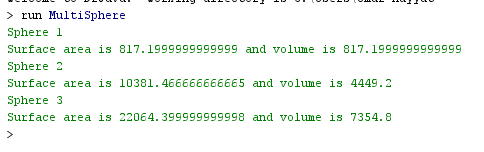 > run MultiSphere
Sphere 1
Surface area is 817.1999999999999 and volume is 817.1999999999999
Sphere 2
Surface area is 10381.466666666665 and volume is 4449.2
Sphere 3
Surface area is 22064.399999999998 and volume is 7354.8
>